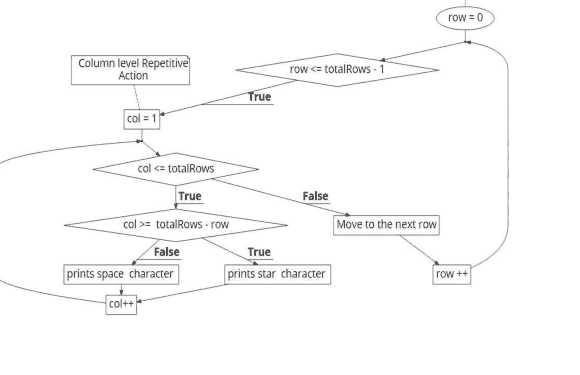 row = 0
row <= totalRows - 1
Column level Repetitive
Action
True
col = 1
col <= totalRows
True
False
col >= totalRows - row
Move to the next row
False
True
prints space character
prints star character
row ++
col++